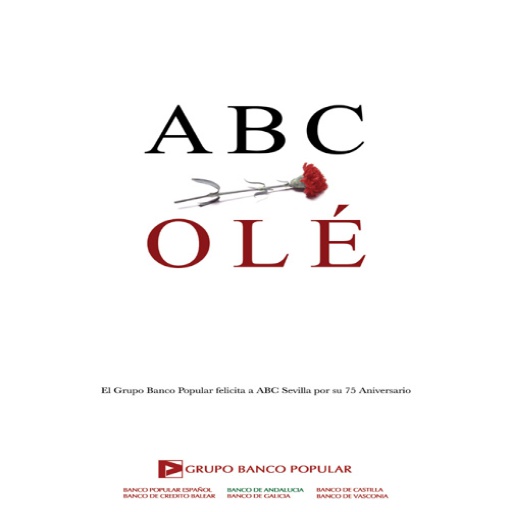 ABC
OLÉ
El Grupo Banco Popular felicita a ABC Sevilla por su 75 Aniversario
GRUPO BANCO POPULAR
BANCO POPULAR ESPAÑOL BANCO DE ANDALUCIA BANCO DE CASTILLA
BANCO DE CREDITO BALEAR BANCO DE GALICIA BANCO DE VASCONIA